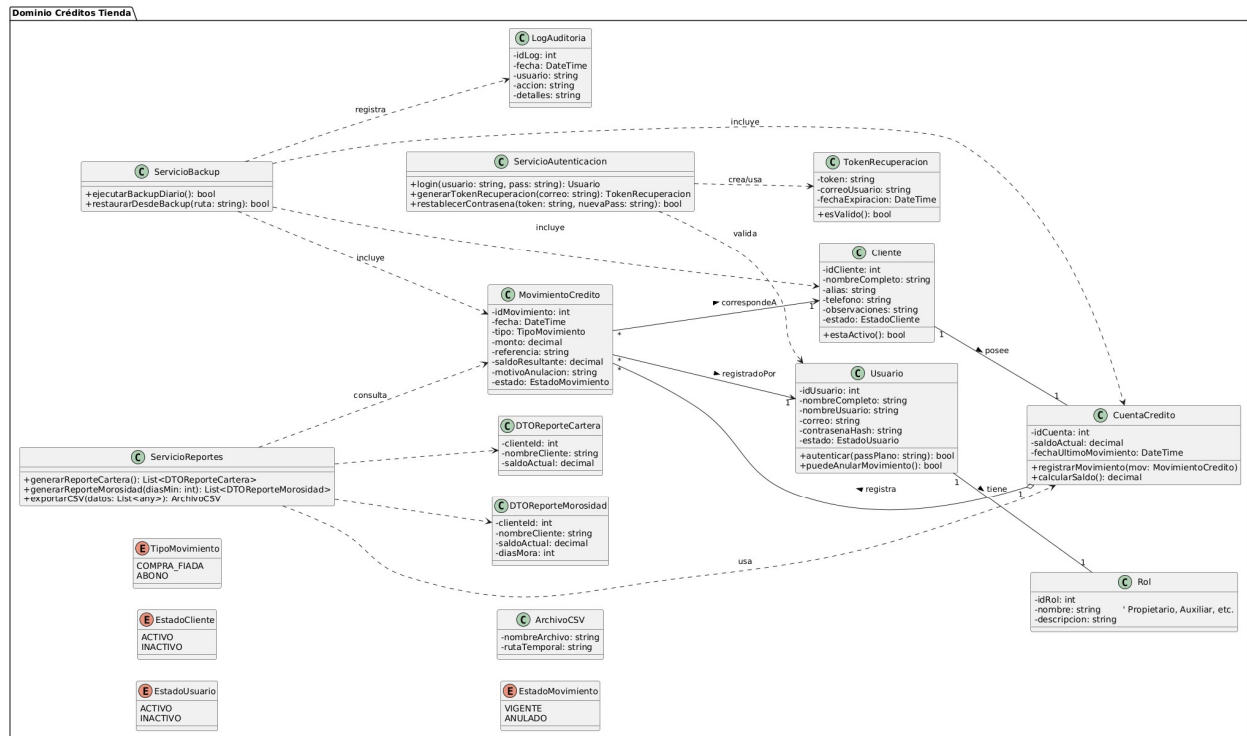 Dominio Créditos Tienda
C LogAuditoria
-idLog: int
-fecha: DateTime
-usuario: string
-accion: string
-detalles: string
registra
incluye
C ServicioBackup
+ejecutarBackupDiario(): bool
+restaurarDesdeBackup(ruta: string): bool
C ServicioAutenticacion
+login(usuario: string, pass: string): Usuario
+generarTokenRecuperacion(correo: string): TokenRecuperacion
+restablecerContrasena(token: string, nuevaPass: string): bool
crea/usa
C TokenRecuperacion
-token: string
-correoUsuario: string
-fechaExpiracion: DateTime
+esValido(): bool
incluye
valida
incluye
C Cliente
-idCliente: int
-nombreCompleto: string
-alias: string
-telefono: string
-observaciones: string
-estado: EstadoCliente
+estaActivo(): bool
C MovimientoCredito
-idMovimiento: int
-fecha: DateTime
-tipo: TipoMovimiento
-monto: decimal
-referencia: string
-saldoResultante: decimal
-motivoAnulacion: string
-estado: EstadoMovimiento
correspondeA
*
1
registradoPor
*
1
*
1
posee
1
C Usuario
-idUsuario: int
-nombreCompleto: string
-nombreUsuario: string
-correo: string
-contrasenaHash: string
-estado: EstadoUsuario
+autenticar(passPlano: string): bool
+puedeAnularMovimiento(): bool
C CuentaCredito
-idCuenta: int
-saldoActual: decimal
-fechaUltimoMovimiento: DateTime
+registrarMovimiento(mov: MovimientoCredito)
+calcularSaldo(): decimal
consulta
C DTOReporteCartera
-clienteId: int
-nombreCliente: string
-saldoActual: decimal
C ServicioReportes
+generarReporteCartera(): List<DTOReporteCartera>
+generarReporteMorosidad(diasMin: int): List<DTOReporteMorosidad>
+exportarCSV(datos: List<any>): ArchivoCSV
registra
1
1
tiene
1
C DTOReporteMorosidad
-clienteId: int
-nombreCliente: string
-saldoActual: decimal
-diasMora: int
usa
E TipoMovimiento
COMPRA_FIADA
ABONO
C Rol
-idRol: int
-nombre: string ' Propietario, Auxiliar, etc.
-descripcion: string
E EstadoCliente
ACTIVO
INACTIVO
C ArchivoCSV
-nombreArchivo: string
-rutaTemporal: string
E EstadoUsuario
ACTIVO
INACTIVO
E EstadoMovimiento
VIGENTE
ANULADO